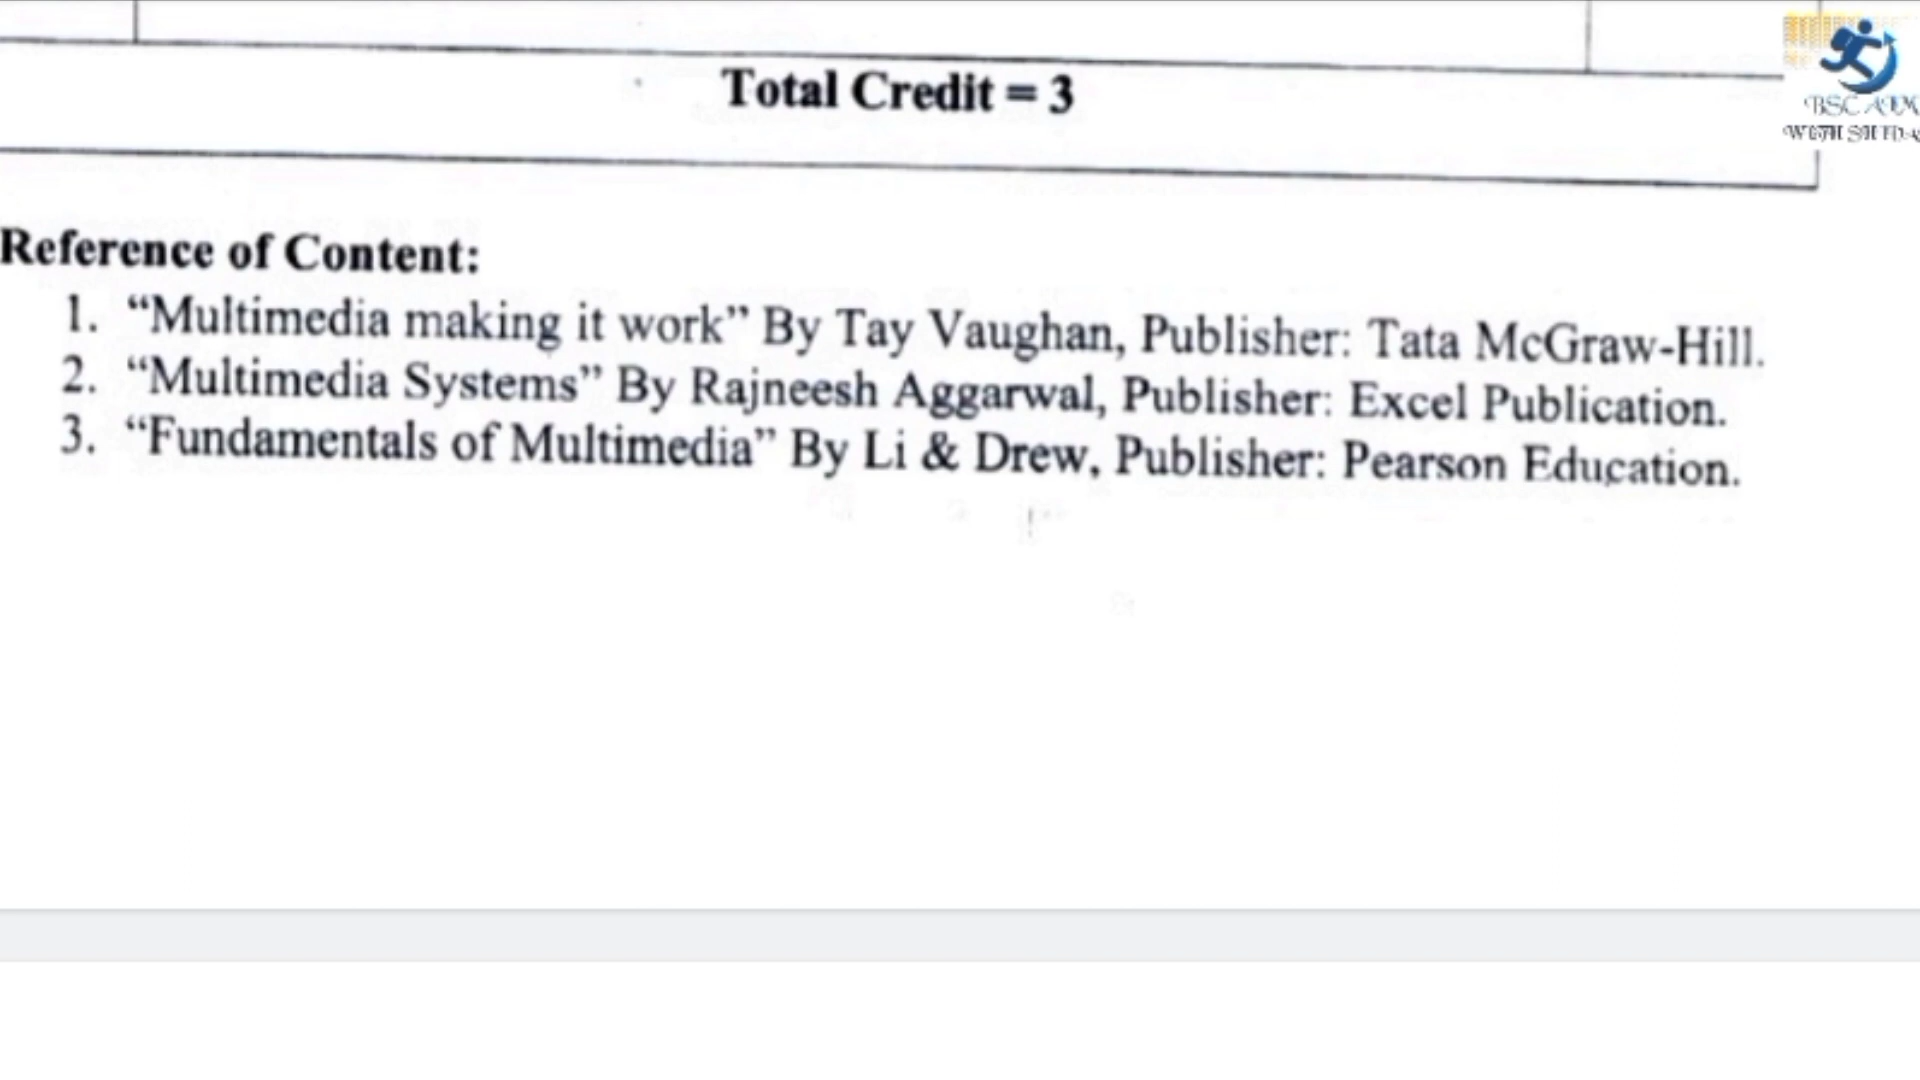 Total Credit = 3
Reference of Content:
1. “Multimedia making it work” By Tay Vaughan, Publisher: Tata McGraw-Hill.
2. “Multimedia Systems” By Rajneesh Aggarwal, Publisher: Excel Publication.
3. “Fundamentals of Multimedia” By Li & Drew, Publisher: Pearson Education.
BSC